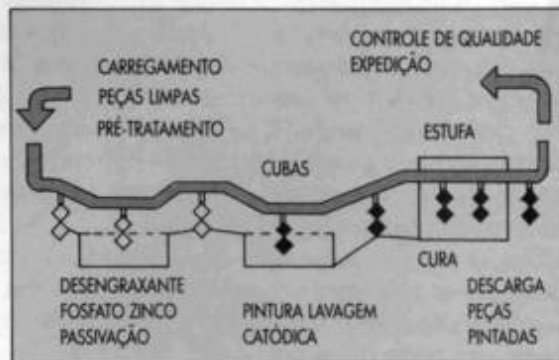 CONTROLE DE QUALIDADE
EXPEDIÇÃO
CARREGAMENTO
PEÇAS LIMPAS
PRÉ-TRATAMENTO
ESTUFA
CUBAS
CURA
DESENGRAXANTE
FOSFATO ZINCO
PASSIVAÇÃO
PINTURA LAVAGEM
CATÓDICA
DESCARGA
PEÇAS
PINTADAS